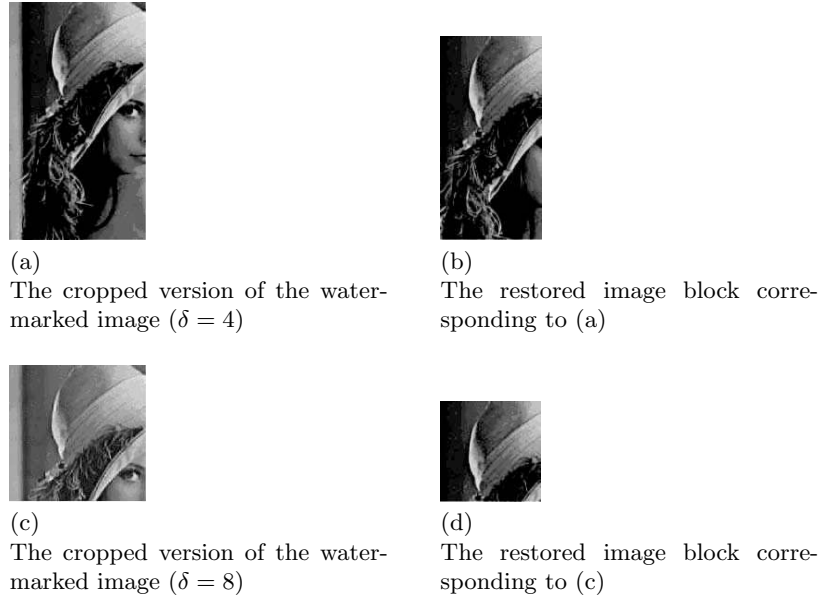 (a)
The cropped version of the water-
marked image (δ = 4)
(b)
The restored image block corre-
sponding to (a)
(c)
The cropped version of the water-
marked image (δ = 8)
(d)
The restored image block corre-
sponding to (c)